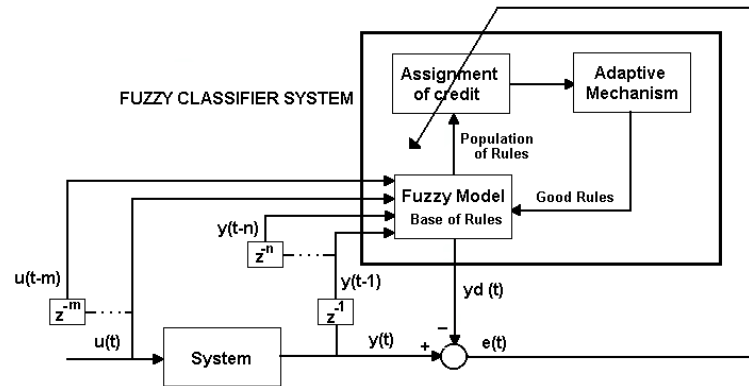 FUZZY CLASSIFIER SYSTEM
Assignment
of credit
Adaptive
Mechanism
Population
of Rules
Fuzzy Model
Base of Rules
Good Rules
y(t-n)
z⁻ⁿ
u(t-m)
z⁻ᵐ
y(t-1)
z⁻¹
yd (t)
u(t)
System
y(t)
+
−
e(t)